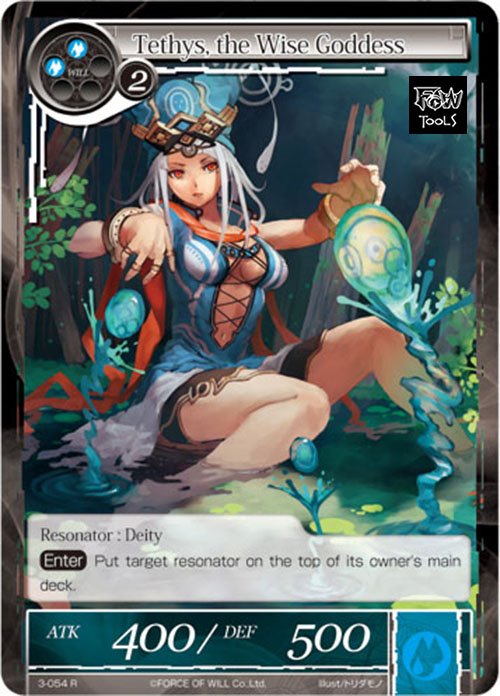 Tethys, the Wise Goddess
WILL
2
FOW
TOOLS
Resonator : Deity
Enter Put target resonator on the top of its owner's main
deck.
ATK 400/ DEF 500
3-054 R ©FORCE OF WILL Co.,Ltd. Illust/トリダモノ